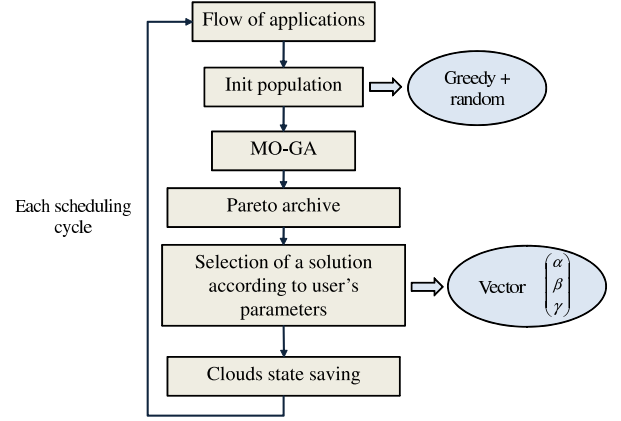 Flow of applications
Init population
Greedy +
random
MO-GA
Each scheduling
cycle
Pareto archive
Selection of a solution
according to user's
parameters
Vector
α
β
γ
Clouds state saving